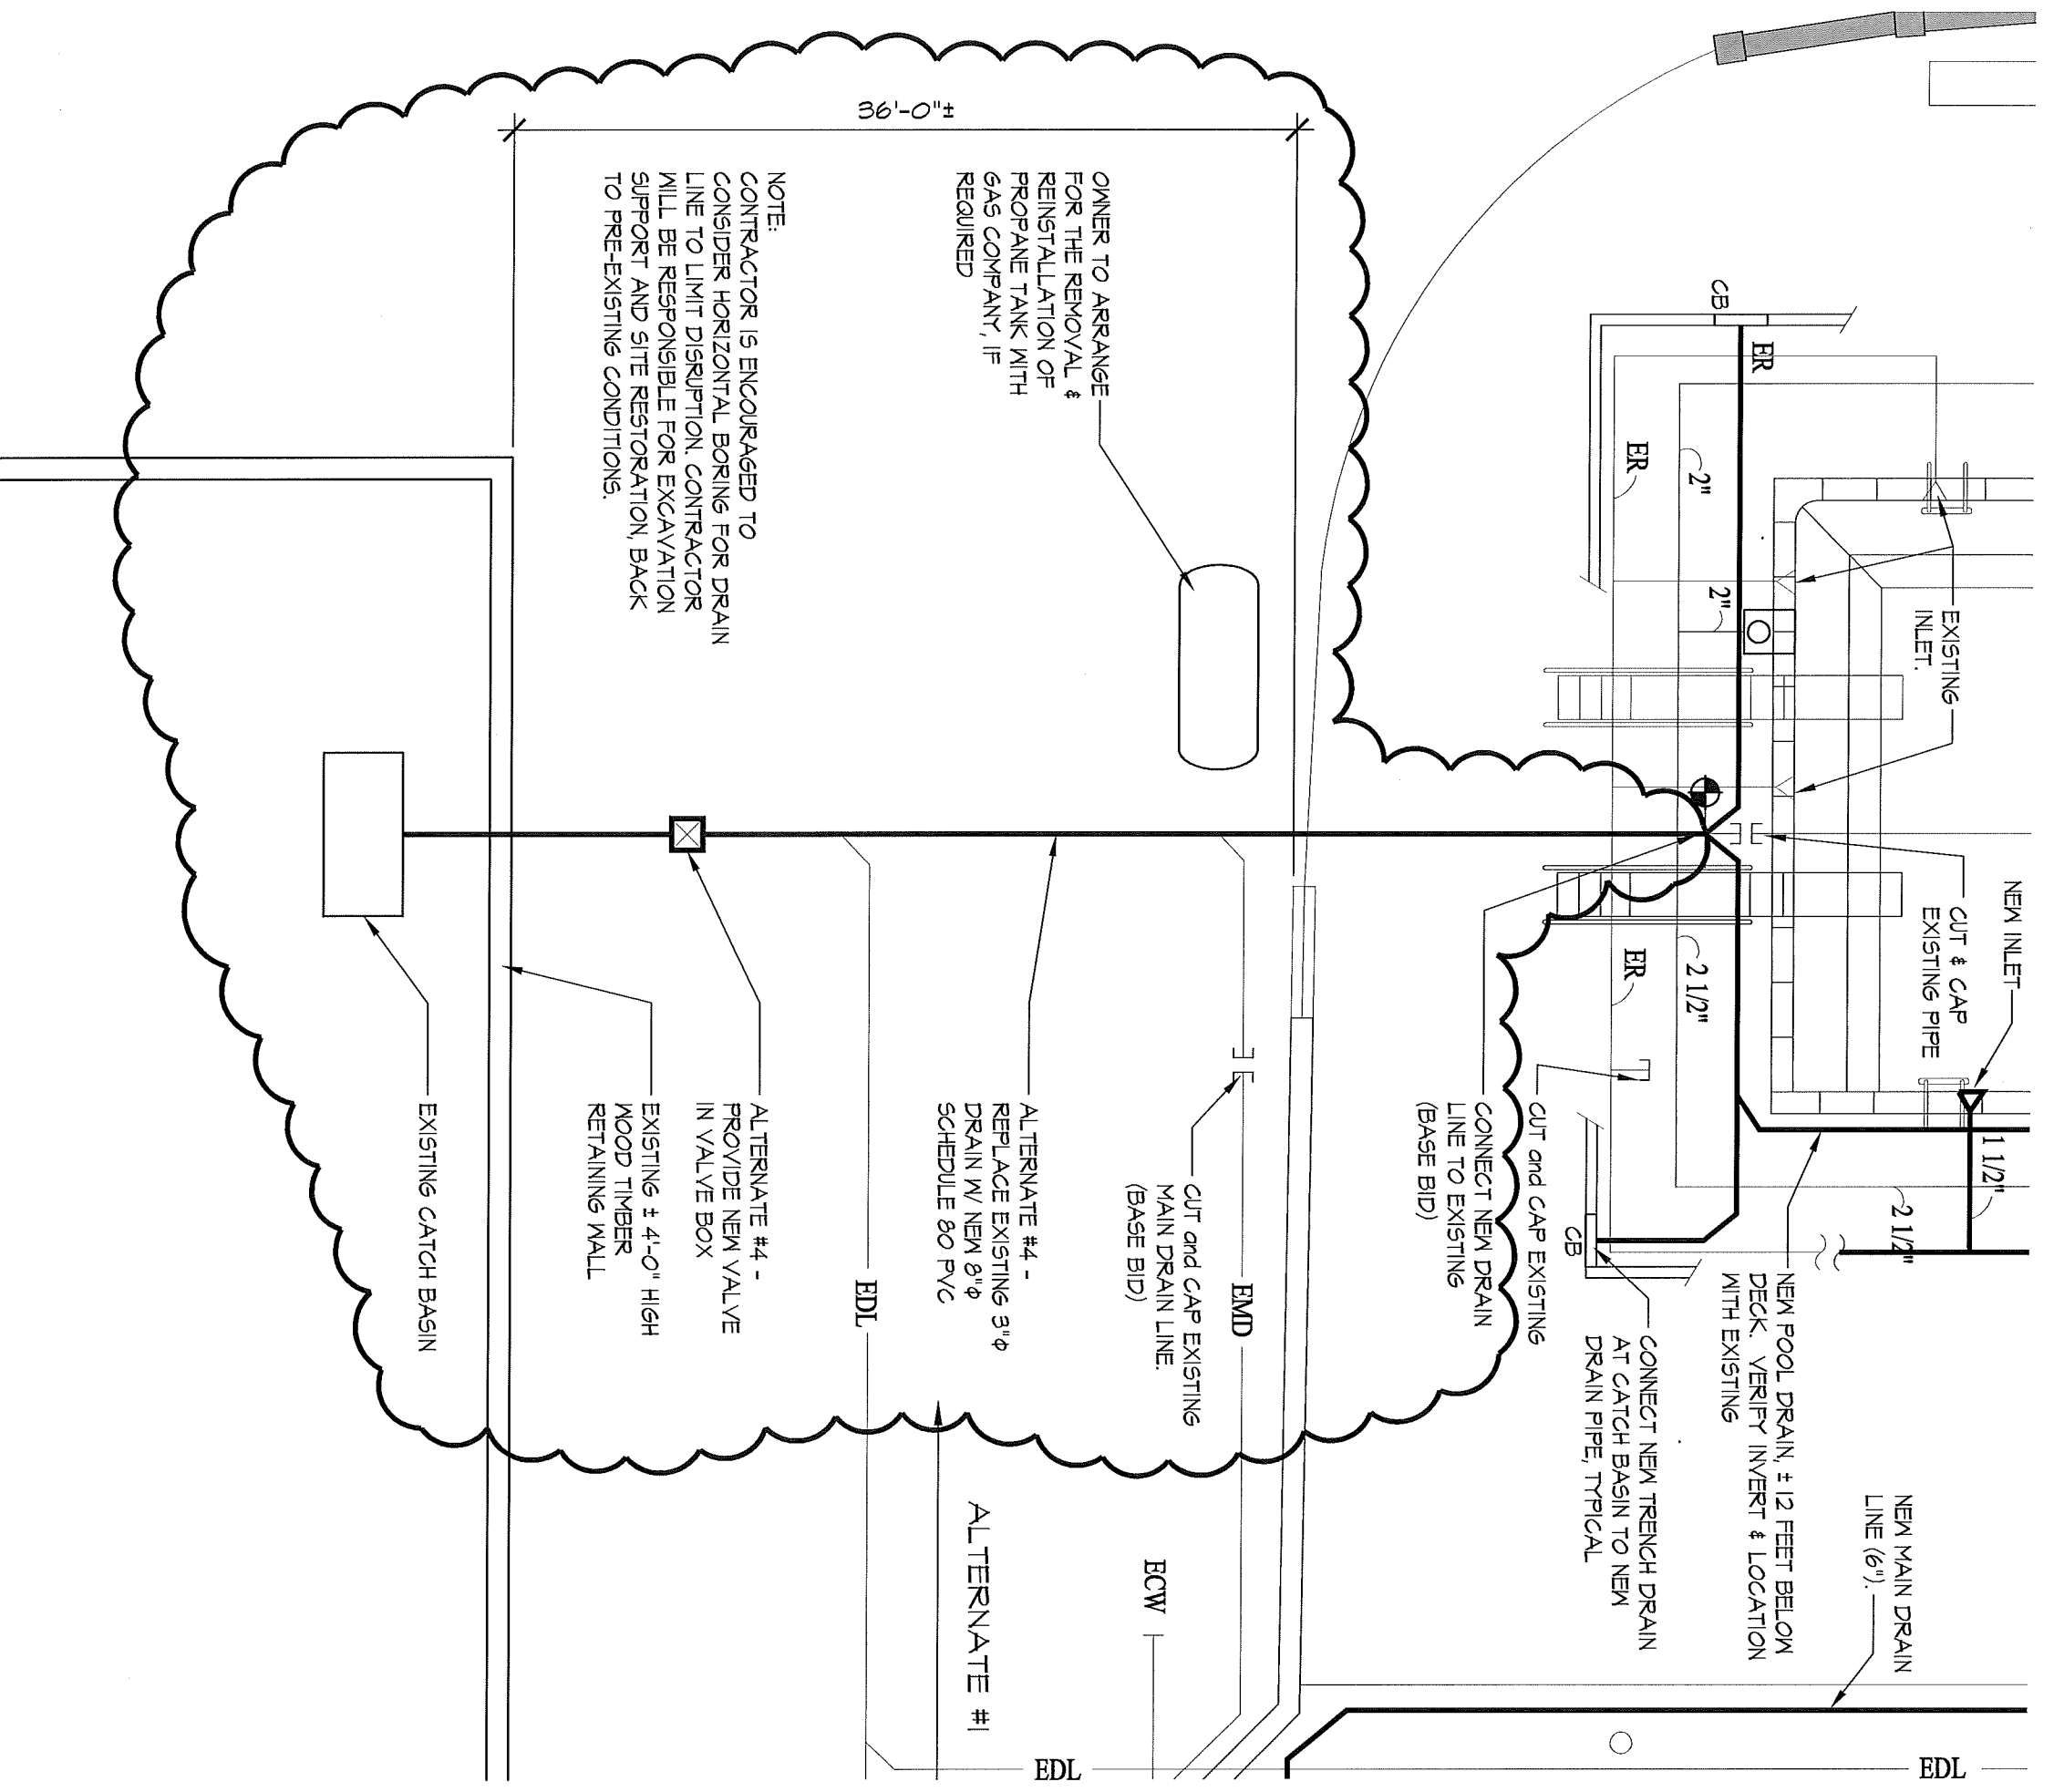 36'-0"±
OWNER TO ARRANGE
FOR THE REMOVAL &
REINSTALLATION OF
PROPANE TANK WITH
GAS COMPANY, IF
REQUIRED
NOTE:
CONTRACTOR IS ENCOURAGED TO
CONSIDER HORIZONTAL BORING FOR DRAIN
LINE TO LIMIT DISRUPTION. CONTRACTOR
WILL BE RESPONSIBLE FOR EXCAVATION
SUPPORT AND SITE RESTORATION, BACK
TO PRE-EXISTING CONDITIONS.
CB
ER
ER
2"
2"
EXISTING
INLET.
NEW INLET
CUT & CAP
EXISTING PIPE
ER
2 1/2"
1 1/2"
2 1/2"
CUT and CAP EXISTING
CONNECT NEW DRAIN
LINE TO EXISTING
(BASE BID)
CB
NEW POOL DRAIN, ± 12 FEET BELOW
DECK. VERIFY INVERT & LOCATION
WITH EXISTING
CONNECT NEW TRENCH DRAIN
AT CATCH BASIN TO NEW
DRAIN PIPE, TYPICAL
NEW MAIN DRAIN
LINE (6").
CUT and CAP EXISTING
MAIN DRAIN LINE.
(BASE BID)
EMD
ALTERNATE #4 -
REPLACE EXISTING 3"φ
DRAIN W/ NEW 8"φ
SCHEDULE 80 PVC
EDL
ALTERNATE #4 -
PROVIDE NEW VALVE
IN VALVE BOX
EXISTING ± 4'-0" HIGH
WOOD TIMBER
RETAINING WALL
EXISTING CATCH BASIN
ALTERNATE #1
ECW
EDL
EDL